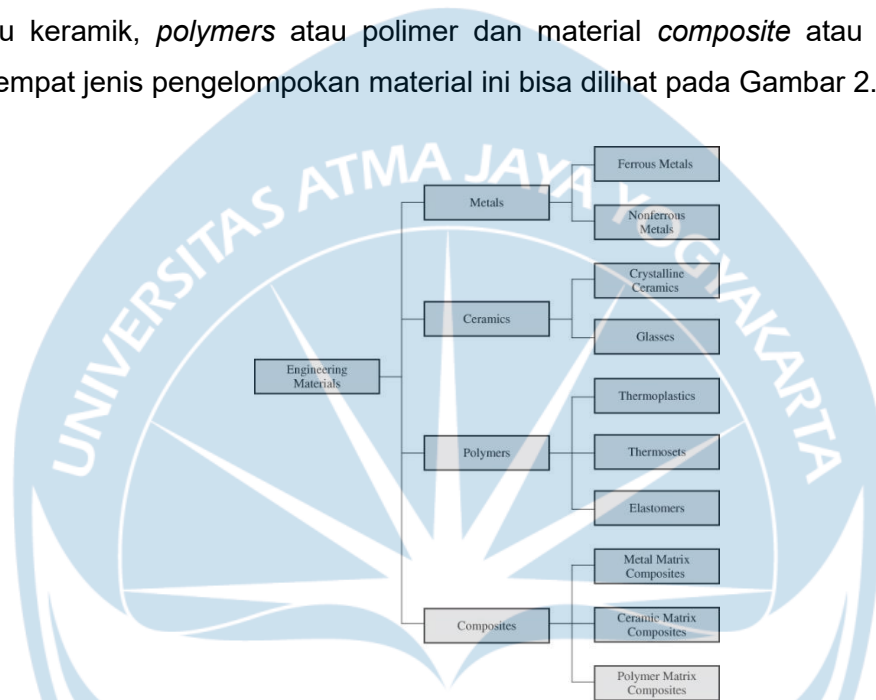 u keramik, polymers atau polimer dan material composite atau
empat jenis pengelompokan material ini bisa dilihat pada Gambar 2.
UNIVERSITAS ATMA JAYA YOGYAKARTA
Engineering
Materials
Metals
Ferrous Metals
Nonferrous
Metals
Ceramics
Crystalline
Ceramics
Glasses
Polymers
Thermoplastics
Thermosets
Elastomers
Composites
Metal Matrix
Composites
Ceramic Matrix
Composites
Polymer Matrix
Composites